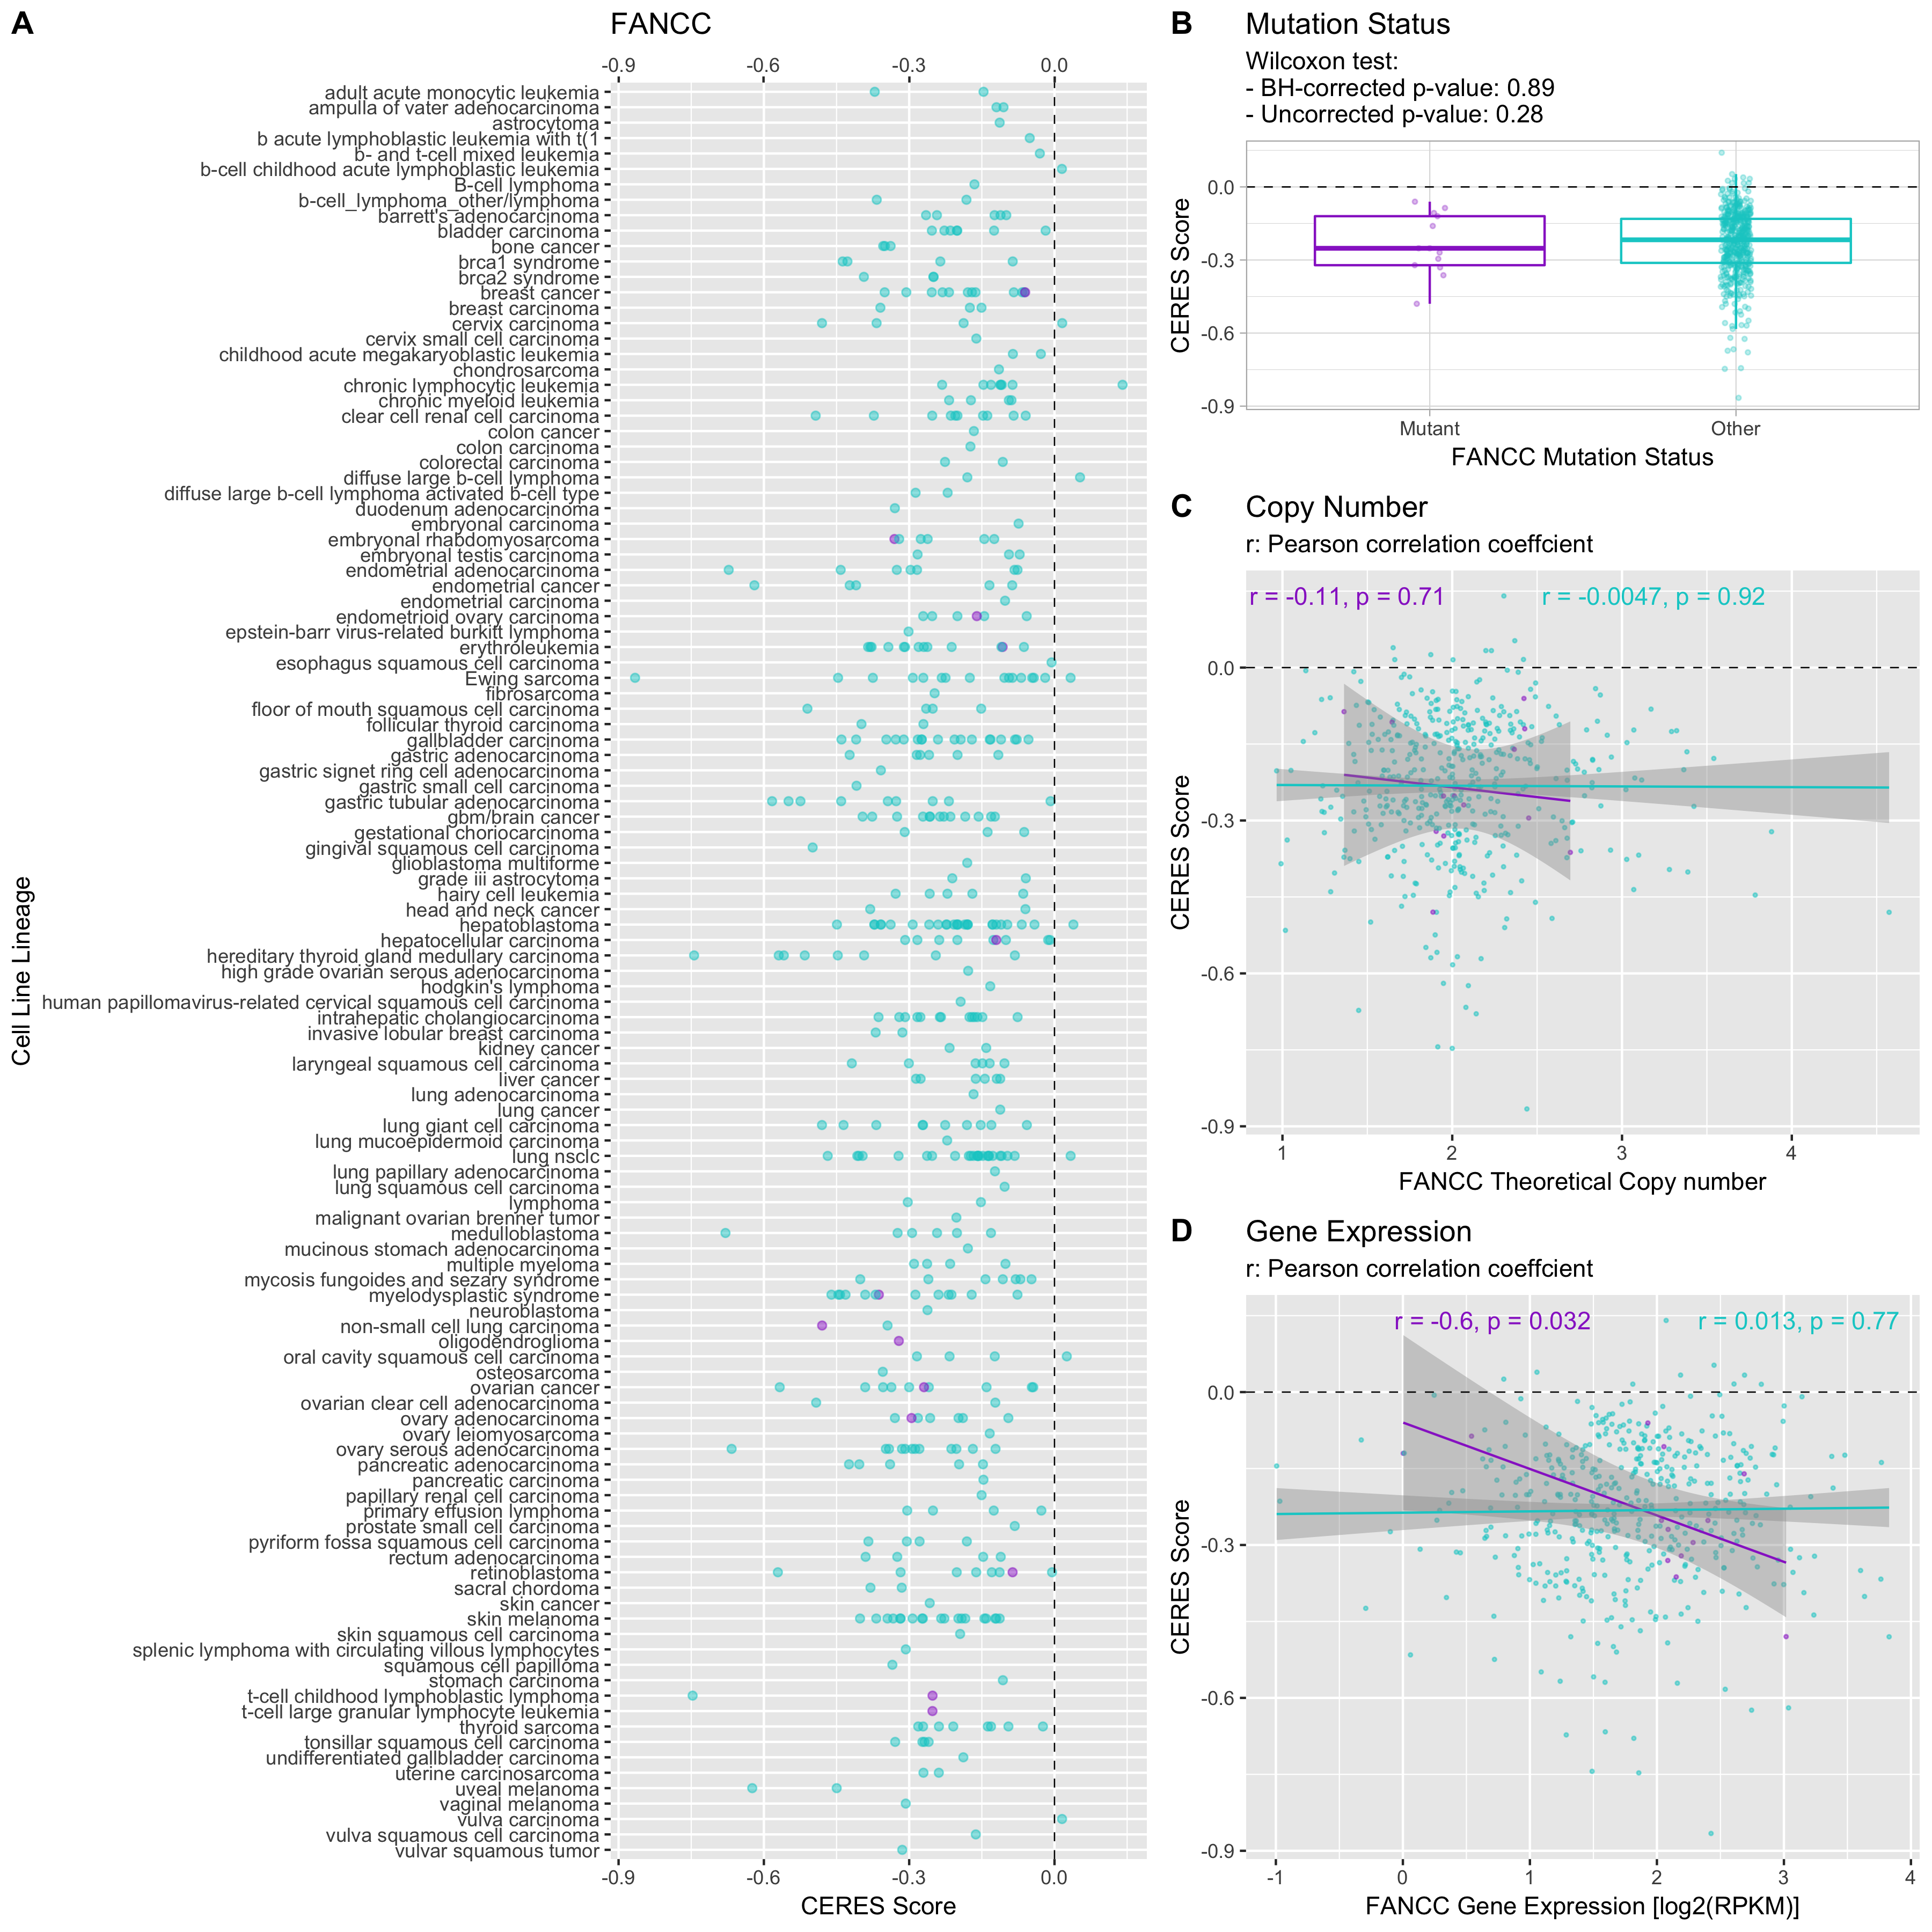 A
FANCC
-0.9 -0.6 -0.3 0.0
Cell Line Lineage
adult acute monocytic leukemia
ampulla of vater adenocarcinoma
astrocytoma
b acute lymphoblastic leukemia with t(1
b- and t-cell mixed leukemia
b-cell childhood acute lymphoblastic leukemia
B-cell lymphoma
b-cell_lymphoma_other/lymphoma
barrett's adenocarcinoma
bladder carcinoma
bone cancer
brca1 syndrome
brca2 syndrome
breast cancer
breast carcinoma
cervix carcinoma
cervix small cell carcinoma
childhood acute megakaryoblastic leukemia
chondrosarcoma
chronic lymphocytic leukemia
chronic myeloid leukemia
clear cell renal cell carcinoma
colon cancer
colon carcinoma
colorectal carcinoma
diffuse large b-cell lymphoma
diffuse large b-cell lymphoma activated b-cell type
duodenum adenocarcinoma
embryonal carcinoma
embryonal rhabdomyosarcoma
embryonal testis carcinoma
endometrial adenocarcinoma
endometrial cancer
endometrial carcinoma
endometrioid ovary carcinoma
epstein-barr virus-related burkitt lymphoma
erythroleukemia
esophagus squamous cell carcinoma
Ewing sarcoma
fibrosarcoma
floor of mouth squamous cell carcinoma
follicular thyroid carcinoma
gallbladder carcinoma
gastric adenocarcinoma
gastric signet ring cell adenocarcinoma
gastric small cell carcinoma
gastric tubular adenocarcinoma
gbm/brain cancer
gestational choriocarcinoma
gingival squamous cell carcinoma
glioblastoma multiforme
grade iii astrocytoma
hairy cell leukemia
head and neck cancer
hepatoblastoma
hepatocellular carcinoma
hereditary thyroid gland medullary carcinoma
high grade ovarian serous adenocarcinoma
hodgkin's lymphoma
human papillomavirus-related cervical squamous cell carcinoma
intrahepatic cholangiocarcinoma
invasive lobular breast carcinoma
kidney cancer
laryngeal squamous cell carcinoma
liver cancer
lung adenocarcinoma
lung cancer
lung giant cell carcinoma
lung mucoepidermoid carcinoma
lung nsclc
lung papillary adenocarcinoma
lung squamous cell carcinoma
lymphoma
malignant ovarian brenner tumor
medulloblastoma
mucinous stomach adenocarcinoma
multiple myeloma
mycosis fungoides and sezary syndrome
myelodysplastic syndrome
neuroblastoma
non-small cell lung carcinoma
oligodendroglioma
oral cavity squamous cell carcinoma
osteosarcoma
ovarian cancer
ovarian clear cell adenocarcinoma
ovary adenocarcinoma
ovary leiomyosarcoma
ovary serous adenocarcinoma
pancreatic adenocarcinoma
pancreatic carcinoma
papillary renal cell carcinoma
primary effusion lymphoma
prostate small cell carcinoma
pyriform fossa squamous cell carcinoma
rectum adenocarcinoma
retinoblastoma
sacral chordoma
skin cancer
skin melanoma
skin squamous cell carcinoma
splenic lymphoma with circulating villous lymphocytes
squamous cell papilloma
stomach carcinoma
t-cell childhood lymphoblastic lymphoma
t-cell large granular lymphocyte leukemia
thyroid sarcoma
tonsillar squamous cell carcinoma
undifferentiated gallbladder carcinoma
uterine carcinosarcoma
uveal melanoma
vaginal melanoma
vulva carcinoma
vulva squamous cell carcinoma
vulvar squamous tumor
-0.9 -0.6 -0.3 0.0
CERES Score
B
Mutation Status
Wilcoxon test:
- BH-corrected p-value: 0.89
- Uncorrected p-value: 0.28
CERES Score
0.0
-0.3
-0.6
-0.9
Mutant Other
FANCC Mutation Status
C
Copy Number
r: Pearson correlation coeffcient
r = -0.11, p = 0.71 r = -0.0047, p = 0.92
CERES Score
0.0
-0.3
-0.6
-0.9
1 2 3 4
FANCC Theoretical Copy number
D
Gene Expression
r: Pearson correlation coeffcient
r = -0.6, p = 0.032 r = 0.013, p = 0.77
CERES Score
0.0
-0.3
-0.6
-0.9
-1 0 1 2 3 4
FANCC Gene Expression [log2(RPKM)]